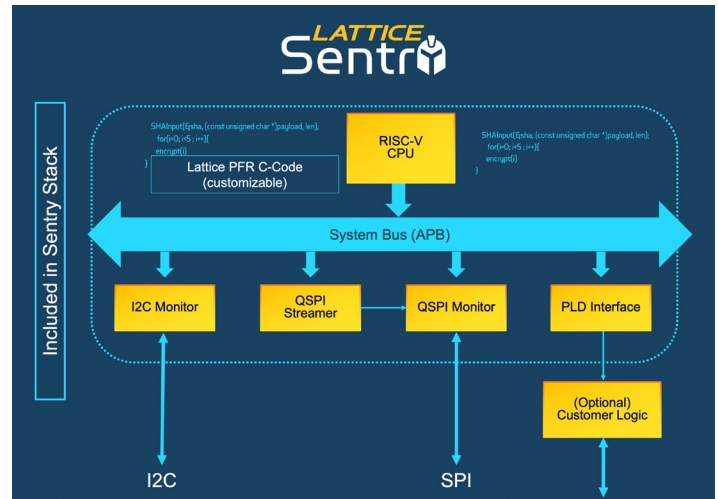 LATTICE
Sentry
Included in Sentry Stack
SHAInput(&sha, (const unsigned char *)payload, len);
for(i=0; i<5 ; i++){
encrypt(i)
}
Lattice PFR C-Code
(customizable)
RISC-V
CPU
SHAInput(&sha, (const unsigned char *)payload, len);
for(i=0; i<5 ; i++){
encrypt(i)
}
System Bus (APB)
I2C Monitor
QSPI
Streamer
QSPI Monitor
PLD Interface
(Optional)
Customer Logic
I2C
SPI